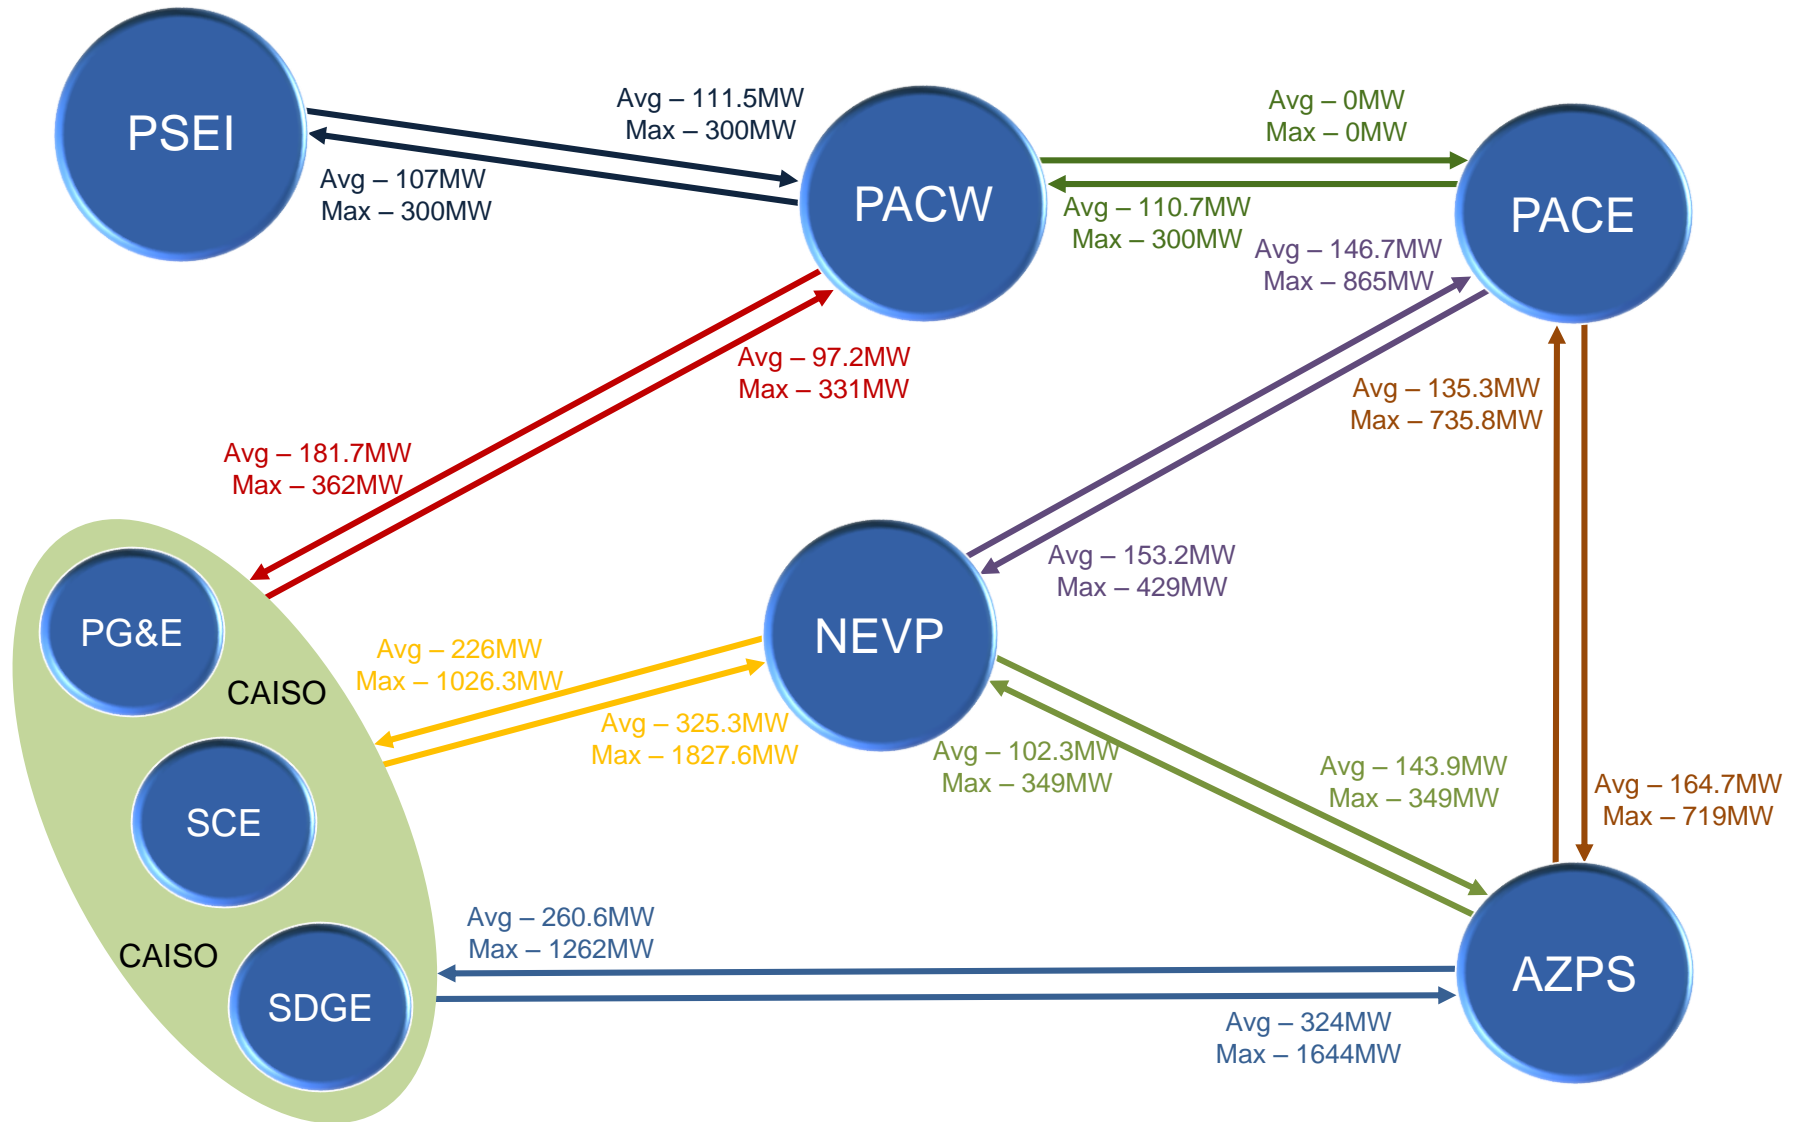 PSEI
Avg – 111.5MW
Max – 300MW
Avg – 107MW
Max – 300MW
PACW
Avg – 0MW
Max – 0MW
Avg – 110.7MW
Max – 300MW
PACE
Avg – 146.7MW
Max – 865MW
Avg – 97.2MW
Max – 331MW
Avg – 135.3MW
Max – 735.8MW
Avg – 181.7MW
Max – 362MW
Avg – 153.2MW
Max – 429MW
PG&E
CAISO
Avg – 226MW
Max – 1026.3MW
NEVP
Avg – 325.3MW
Max – 1827.6MW
Avg – 102.3MW
Max – 349MW
Avg – 143.9MW
Max – 349MW
Avg – 164.7MW
Max – 719MW
SCE
CAISO
SDGE
Avg – 260.6MW
Max – 1262MW
AZPS
Avg – 324MW
Max – 1644MW